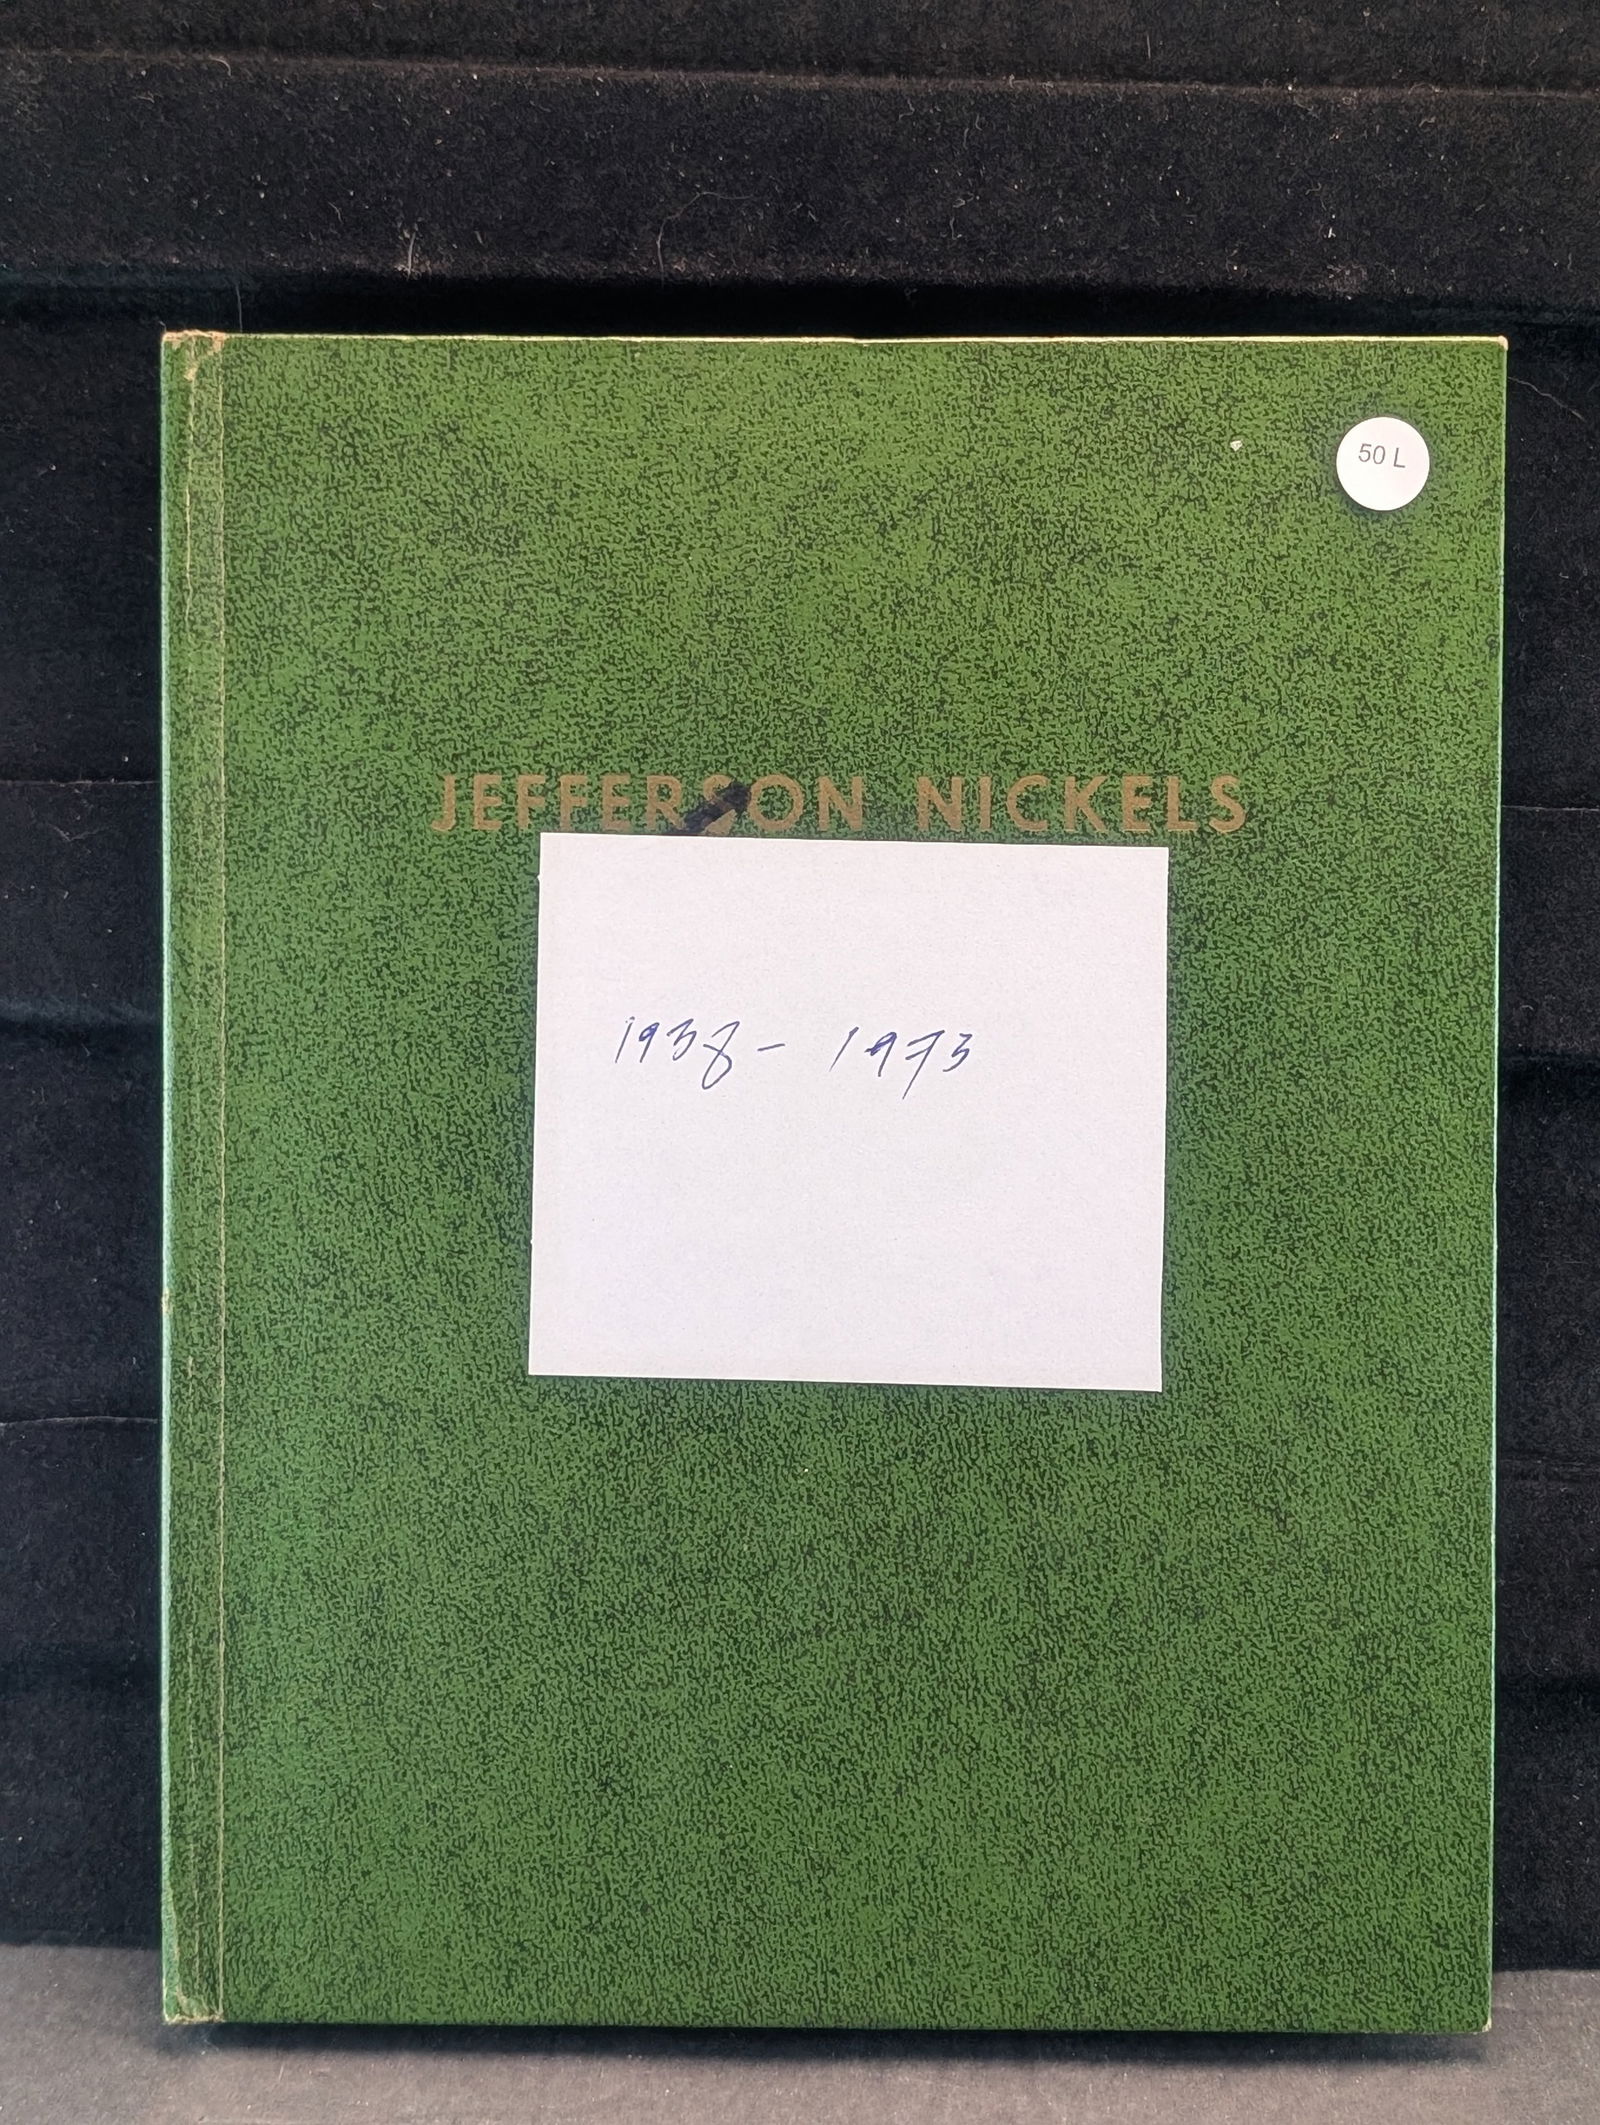 50 L
JEFFERSON NICKELS
1938 - 1973